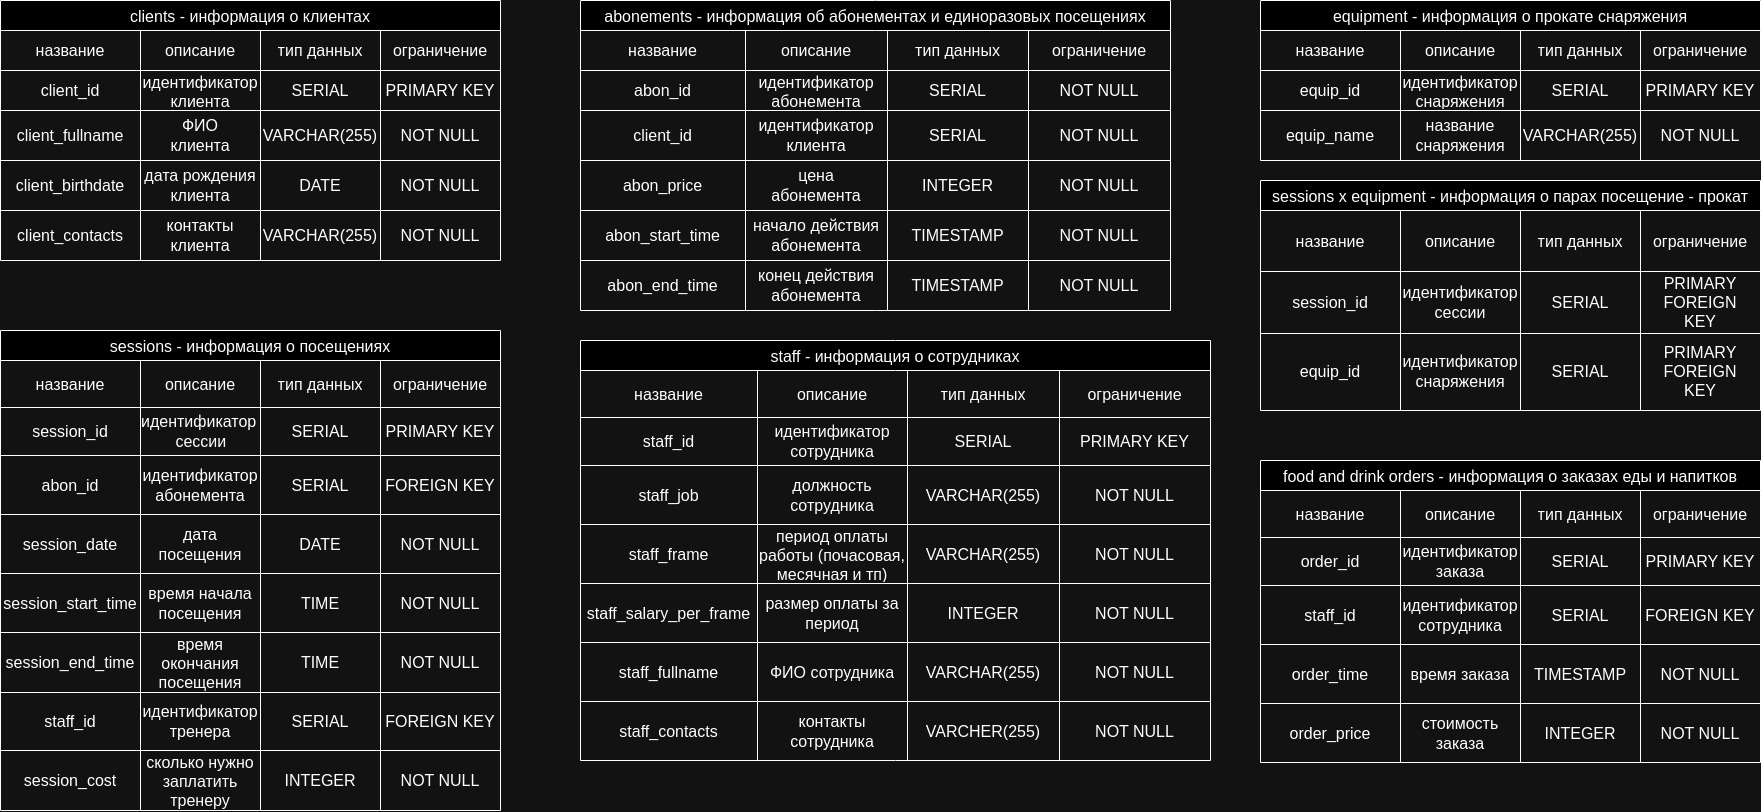 clients - информация о клиентах
название описание тип данных ограничение
client_id идентификатор клиента SERIAL PRIMARY KEY
client_fullname ФИО клиента VARCHAR(255) NOT NULL
client_birthdate дата рождения клиента DATE NOT NULL
client_contacts контакты клиента VARCHAR(255) NOT NULL
sessions - информация о посещениях
название описание тип данных ограничение
session_id идентификатор сессии SERIAL PRIMARY KEY
abon_id идентификатор абонемента SERIAL FOREIGN KEY
session_date дата посещения DATE NOT NULL
session_start_time время начала посещения TIME NOT NULL
session_end_time время окончания посещения TIME NOT NULL
staff_id идентификатор тренера SERIAL FOREIGN KEY
session_cost сколько нужно заплатить тренеру INTEGER NOT NULL
abonements - информация об абонементах и единоразовых посещениях
название описание тип данных ограничение
abon_id идентификатор абонемента SERIAL NOT NULL
client_id идентификатор клиента SERIAL NOT NULL
abon_price цена абонемента INTEGER NOT NULL
abon_start_time начало действия абонемента TIMESTAMP NOT NULL
abon_end_time конец действия абонемента TIMESTAMP NOT NULL
staff - информация о сотрудниках
название описание тип данных ограничение
staff_id идентификатор сотрудника SERIAL PRIMARY KEY
staff_job должность сотрудника VARCHAR(255) NOT NULL
staff_frame период оплаты работы (почасовая, месячная и тп) VARCHAR(255) NOT NULL
staff_salary_per_frame размер оплаты за период INTEGER NOT NULL
staff_fullname ФИО сотрудника VARCHAR(255) NOT NULL
staff_contacts контакты сотрудника VARCHER(255) NOT NULL
equipment - информация о прокате снаряжения
название описание тип данных ограничение
equip_id идентификатор снаряжения SERIAL PRIMARY KEY
equip_name название снаряжения VARCHAR(255) NOT NULL
sessions x equipment - информация о парах посещение - прокат
название описание тип данных ограничение
session_id идентификатор сессии SERIAL PRIMARY FOREIGN KEY
equip_id идентификатор снаряжения SERIAL PRIMARY FOREIGN KEY
food and drink orders - информация о заказах еды и напитков
название описание тип данных ограничение
order_id идентификатор заказа SERIAL PRIMARY KEY
staff_id идентификатор сотрудника SERIAL FOREIGN KEY
order_time время заказа TIMESTAMP NOT NULL
order_price стоимость заказа INTEGER NOT NULL